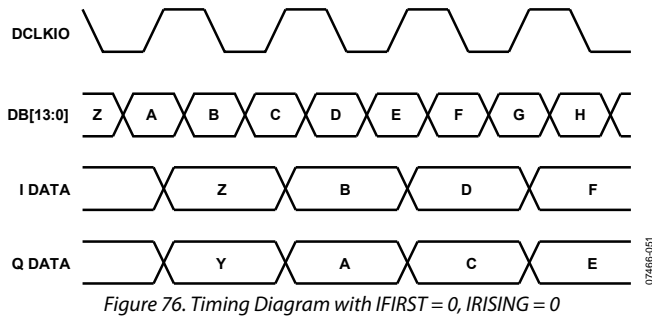 DCLKIO
DB[13:0] Z A B C D E F G H
I DATA Z B D F
Q DATA Y A C E
07466-051
Figure 76. Timing Diagram with IFIRST = 0, IRISING = 0